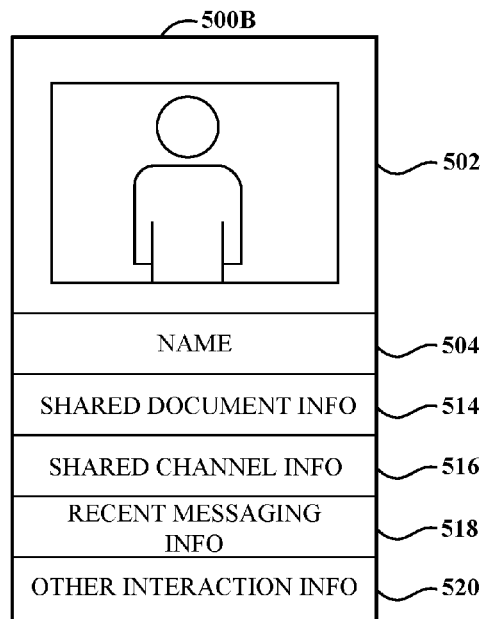 500B
502
NAME
504
SHARED DOCUMENT INFO
514
SHARED CHANNEL INFO
516
RECENT MESSAGING
INFO
518
OTHER INTERACTION INFO
520